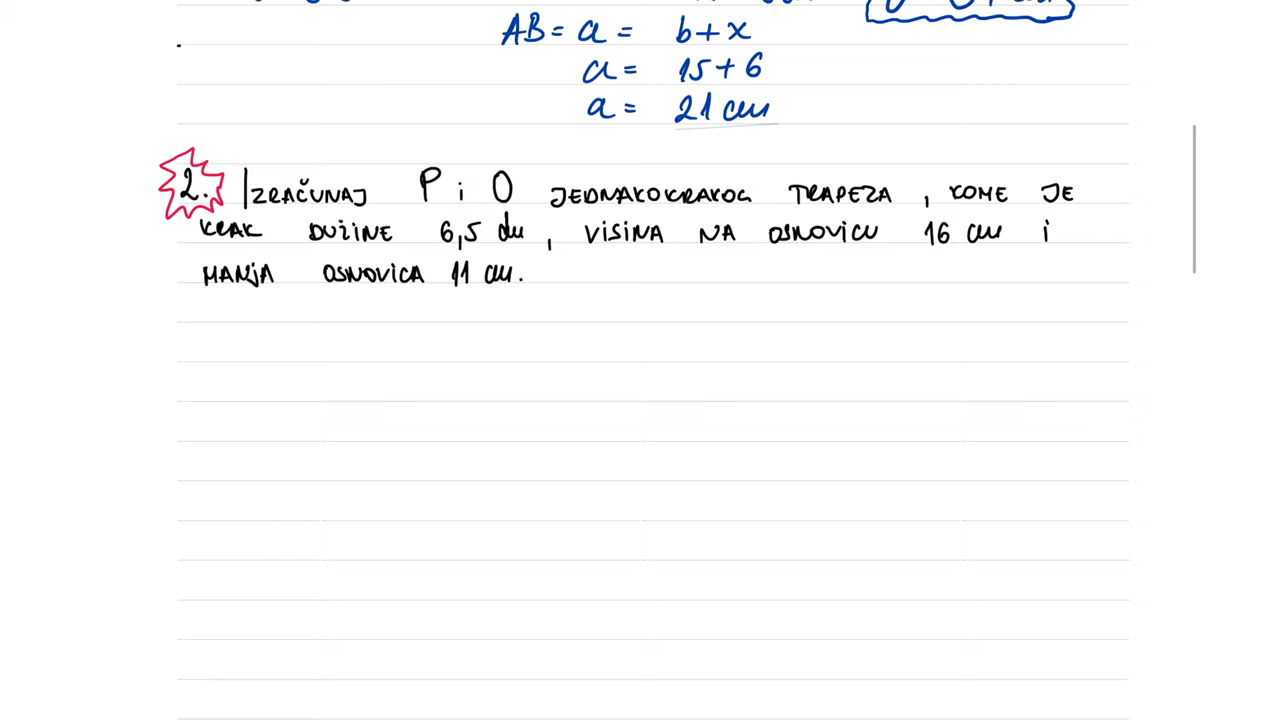 AB = a = b + x
a = 15 + 6
a = 21 cm
2. IZRAČUNAJ P i O JEDNAKOKRAKOG TRAPEZA, KOME JE
KRAK DUŽINE 6,5 dm, VISINA NA OSNOVICU 16 cm i
MANJA OSNOVICA 11 cm.